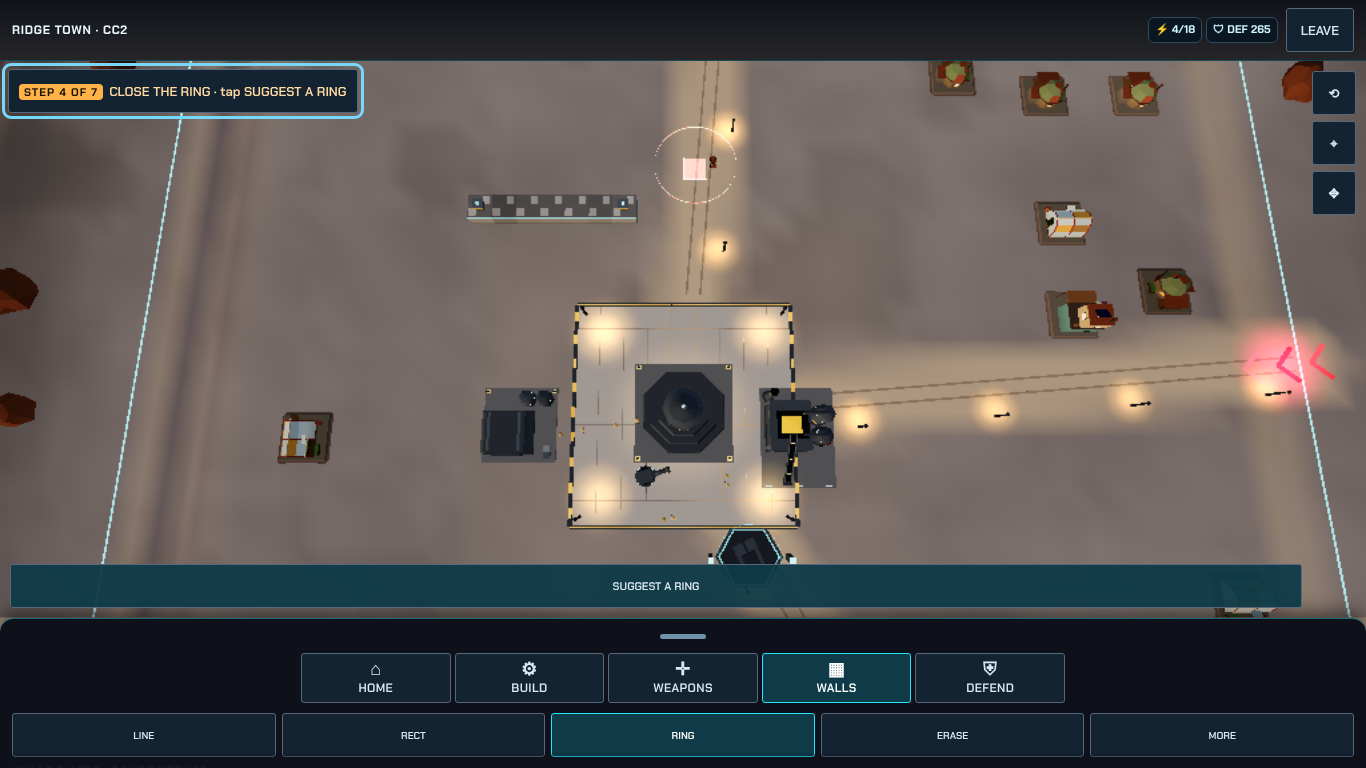 RIDGE TOWN · CC2
⚡ 4/18
DEF 265
LEAVE
STEP 4 OF 7 CLOSE THE RING · tap SUGGEST A RING
SUGGEST A RING
HOME
BUILD
WEAPONS
WALLS
DEFEND
LINE
RECT
RING
ERASE
MORE